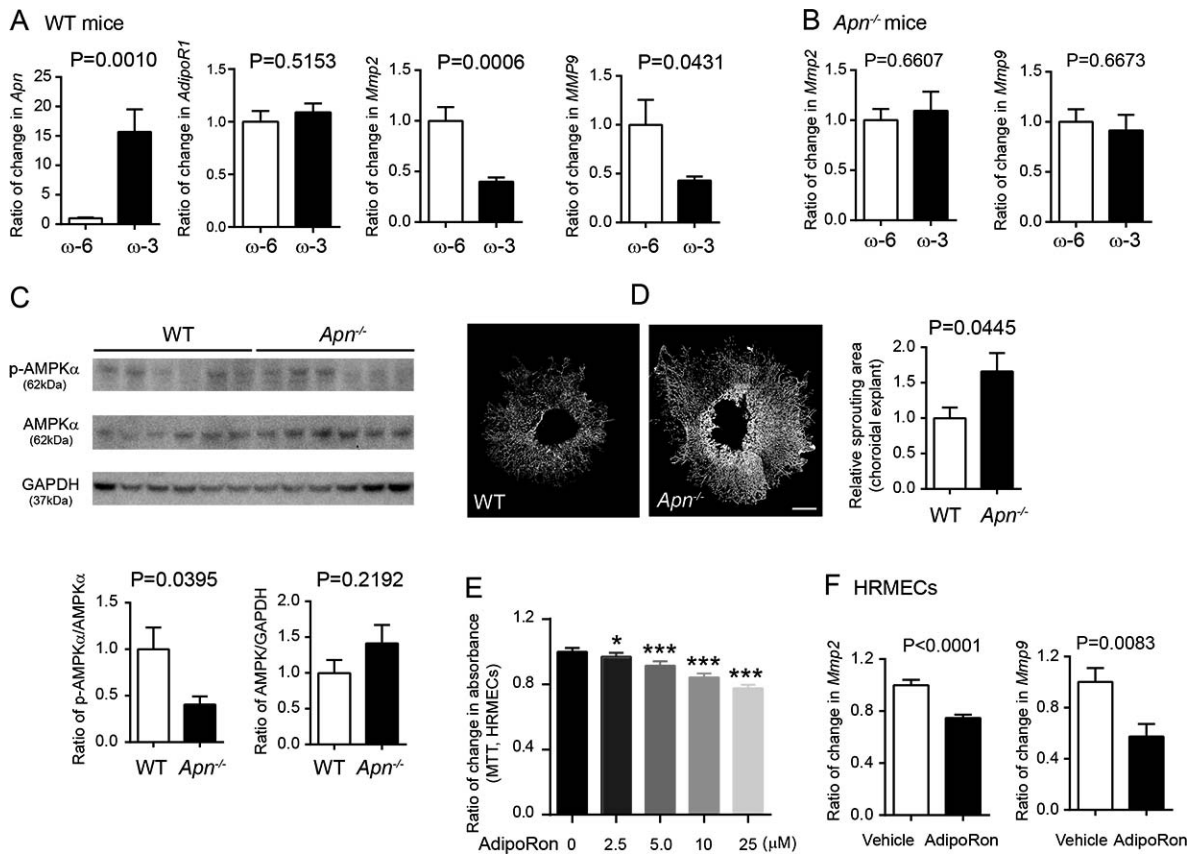 A WT mice
P=0.0010
Ratio of change in Apn
25
20
15
10
5
0
ω-6 ω-3
P=0.5153
Ratio of change in AdipoR1
1.5
1.0
0.5
0.0
ω-6 ω-3
P=0.0006
Ratio of change in Mmp2
1.5
1.0
0.5
0.0
ω-6 ω-3
P=0.0431
Ratio of change in MMP9
1.5
1.0
0.5
0.0
ω-6 ω-3
B Apn-/- mice
P=0.6607
Ratio of change in Mmp2
1.5
1.0
0.5
0.0
ω-6 ω-3
P=0.6673
Ratio of change in Mmp9
1.5
1.0
0.5
0.0
ω-6 ω-3
C
WT Apn-/-
p-AMPKα
(62kDa)
AMPKα
(62kDa)
GAPDH
(37kDa)
P=0.0395
Ratio of p-AMPKα/AMPKα
1.5
1.0
0.5
0.0
WT Apn-/-
P=0.2192
Ratio of AMPK/GAPDH
2.0
1.5
1.0
0.5
0.0
WT Apn-/-
D
WT
Apn-/-
P=0.0445
Relative sprouting area
(choroidal explant)
2.0
1.5
1.0
0.5
0.0
WT Apn-/-
E
Ratio of change in absorbance
(MTT, HRMECs)
1.2
0.8
0.4
0.0
* *** *** ***
AdipoRon 0 2.5 5.0 10 25 (μM)
F HRMECs
P<0.0001
Ratio of change in Mmp2
1.2
0.8
0.4
0.0
Vehicle AdipoRon
P=0.0083
Ratio of change in Mmp9
1.2
1.0
0.8
0.6
0.4
0.2
0.0
Vehicle AdipoRon